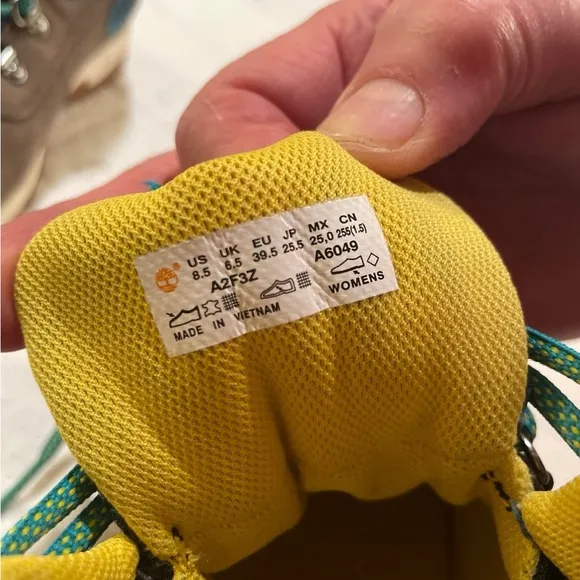 US UK EU JP MX CN
8.5 6.5 39.5 25.5 25,0 255(1.5)
A2F3Z A6049
WOMENS
MADE IN VIETNAM